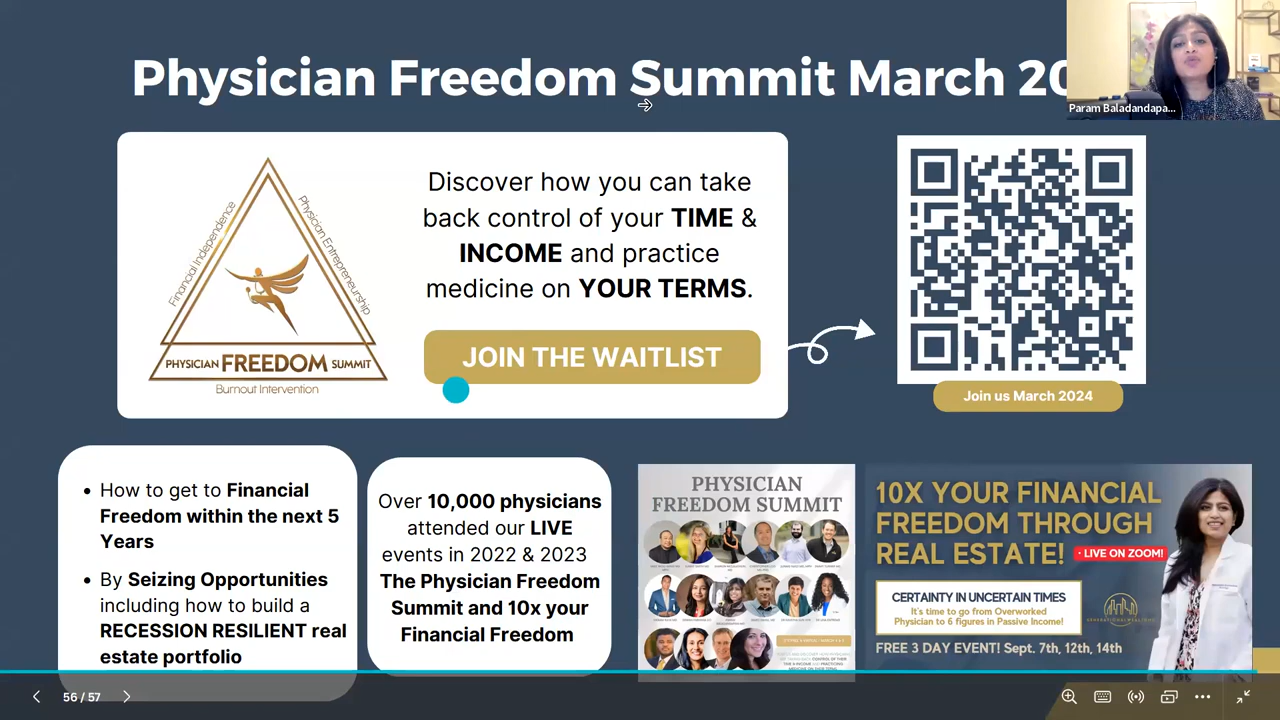 Physician Freedom Summit March 20
Param Baladandapa...
Financial Independence
Physician Entrepreneurship
PHYSICIAN FREEDOM SUMMIT
Burnout Intervention
Discover how you can take
back control of your TIME &
INCOME and practice
medicine on YOUR TERMS.
JOIN THE WAITLIST
Join us March 2024
• How to get to Financial
Freedom within the next 5
Years
• By Seizing Opportunities
including how to build a
RECESSION RESILIENT real
estate portfolio
Over 10,000 physicians
attended our LIVE
events in 2022 & 2023
The Physician Freedom
Summit and 10x your
Financial Freedom
PHYSICIAN
FREEDOM SUMMIT
10X YOUR FINANCIAL
FREEDOM THROUGH
REAL ESTATE!
• LIVE ON ZOOM!
CERTAINTY IN UNCERTAIN TIMES
It's time to go from Overworked
Physician to 6 figures in Passive Income!
FREE 3 DAY EVENT! Sept. 7th, 12th, 14th
56 / 57